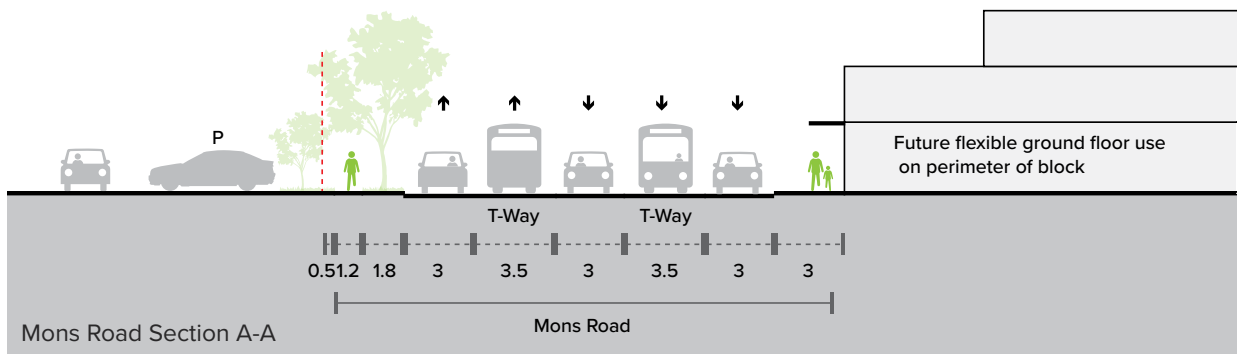 P
Future flexible ground floor use
on perimeter of block
T-Way T-Way
0.5 1.2 1.8 3 3.5 3 3.5 3 3
Mons Road
Mons Road Section A-A